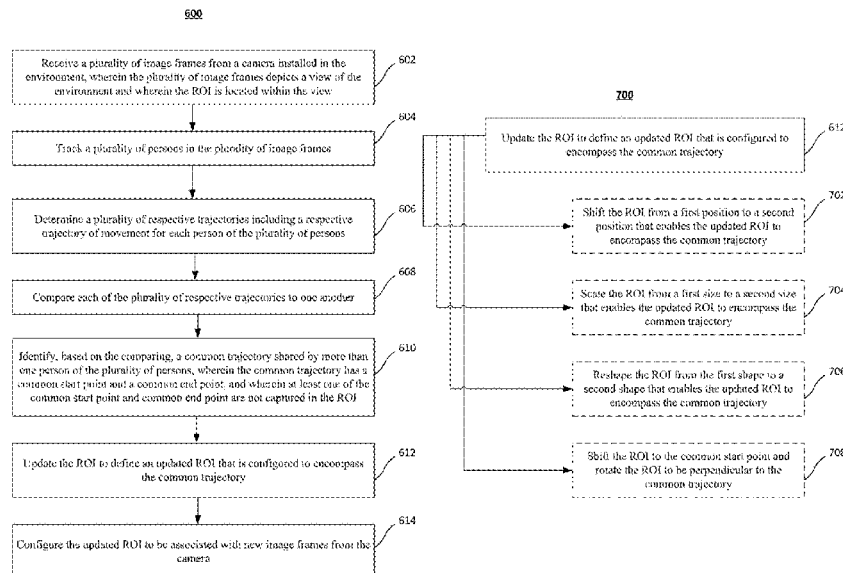 600
Receive a plurality of image frames from a camera installed in the
environment, wherein the plurality of image frames depicts a view of the
environment and wherein the ROI is located within the view
602
Track a plurality of persons in the plurality of image frames
604
Determine a plurality of respective trajectories including a respective
trajectory of movement for each person of the plurality of persons
606
Compare each of the plurality of respective trajectories to one another
608
Identify, based on the comparing, a common trajectory shared by more than
one person of the plurality of persons, wherein the common trajectory has a
common start point and a common end point, and wherein at least one of the
common start point and common end point are not captured in the ROI
610
Update the ROI to define an updated ROI that is configured to encompass
the common trajectory
612
Configure the updated ROI to be associated with new image frames from the
camera
614
700
Update the ROI to define an updated ROI that is configured to
encompass the common trajectory
612
Shift the ROI from a first position to a second
position that enables the updated ROI to
encompass the common trajectory
702
Scale the ROI from a first size to a second size
that enables the updated ROI to encompass the
common trajectory
704
Reshape the ROI from the first shape to a
second shape that enables the updated ROI to
encompass the common trajectory
706
Shift the ROI to the common start point and
rotate the ROI to be perpendicular to the
common trajectory
708